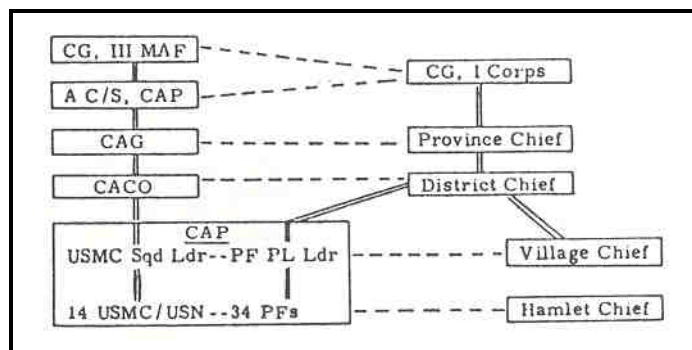 CG, III MAF
CG, I Corps
A C/S, CAP
CAG
Province Chief
CACO
District Chief
CAP
USMC Sqd Ldr--PF PL Ldr
Village Chief
14 USMC/USN--34 PFs
Hamlet Chief